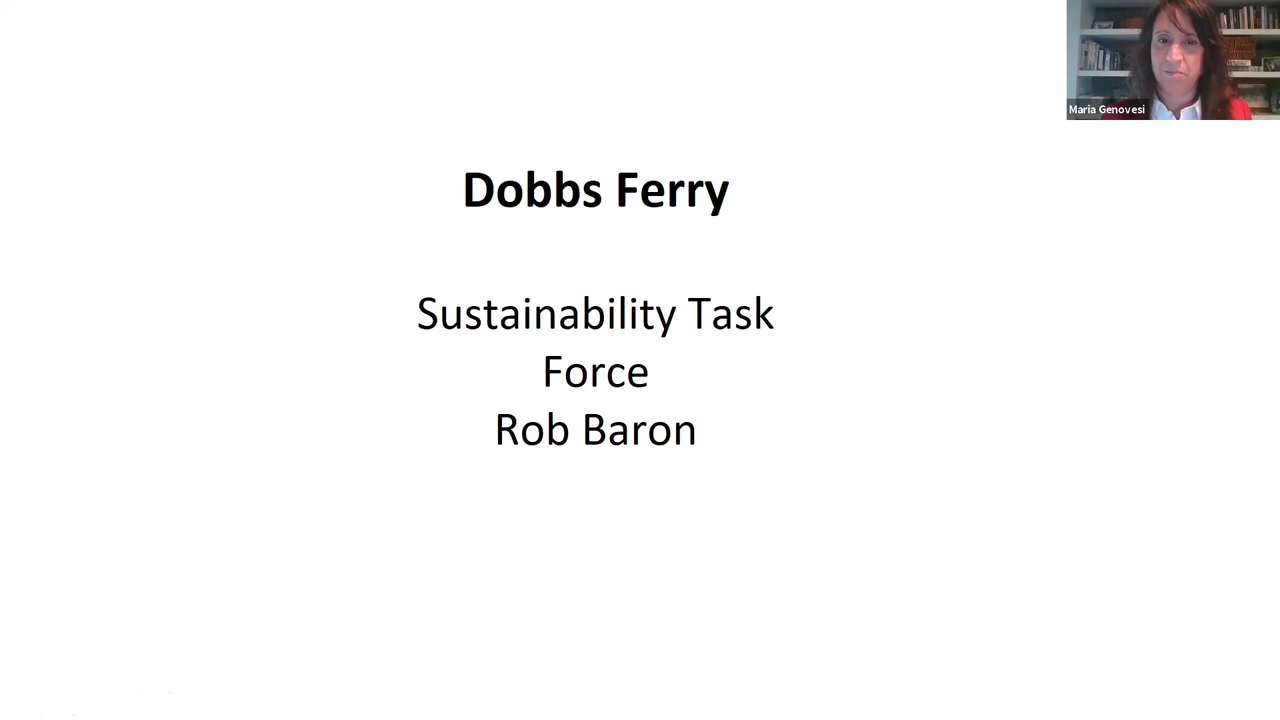 Maria Genovesi
Dobbs Ferry
Sustainability Task
Force
Rob Baron